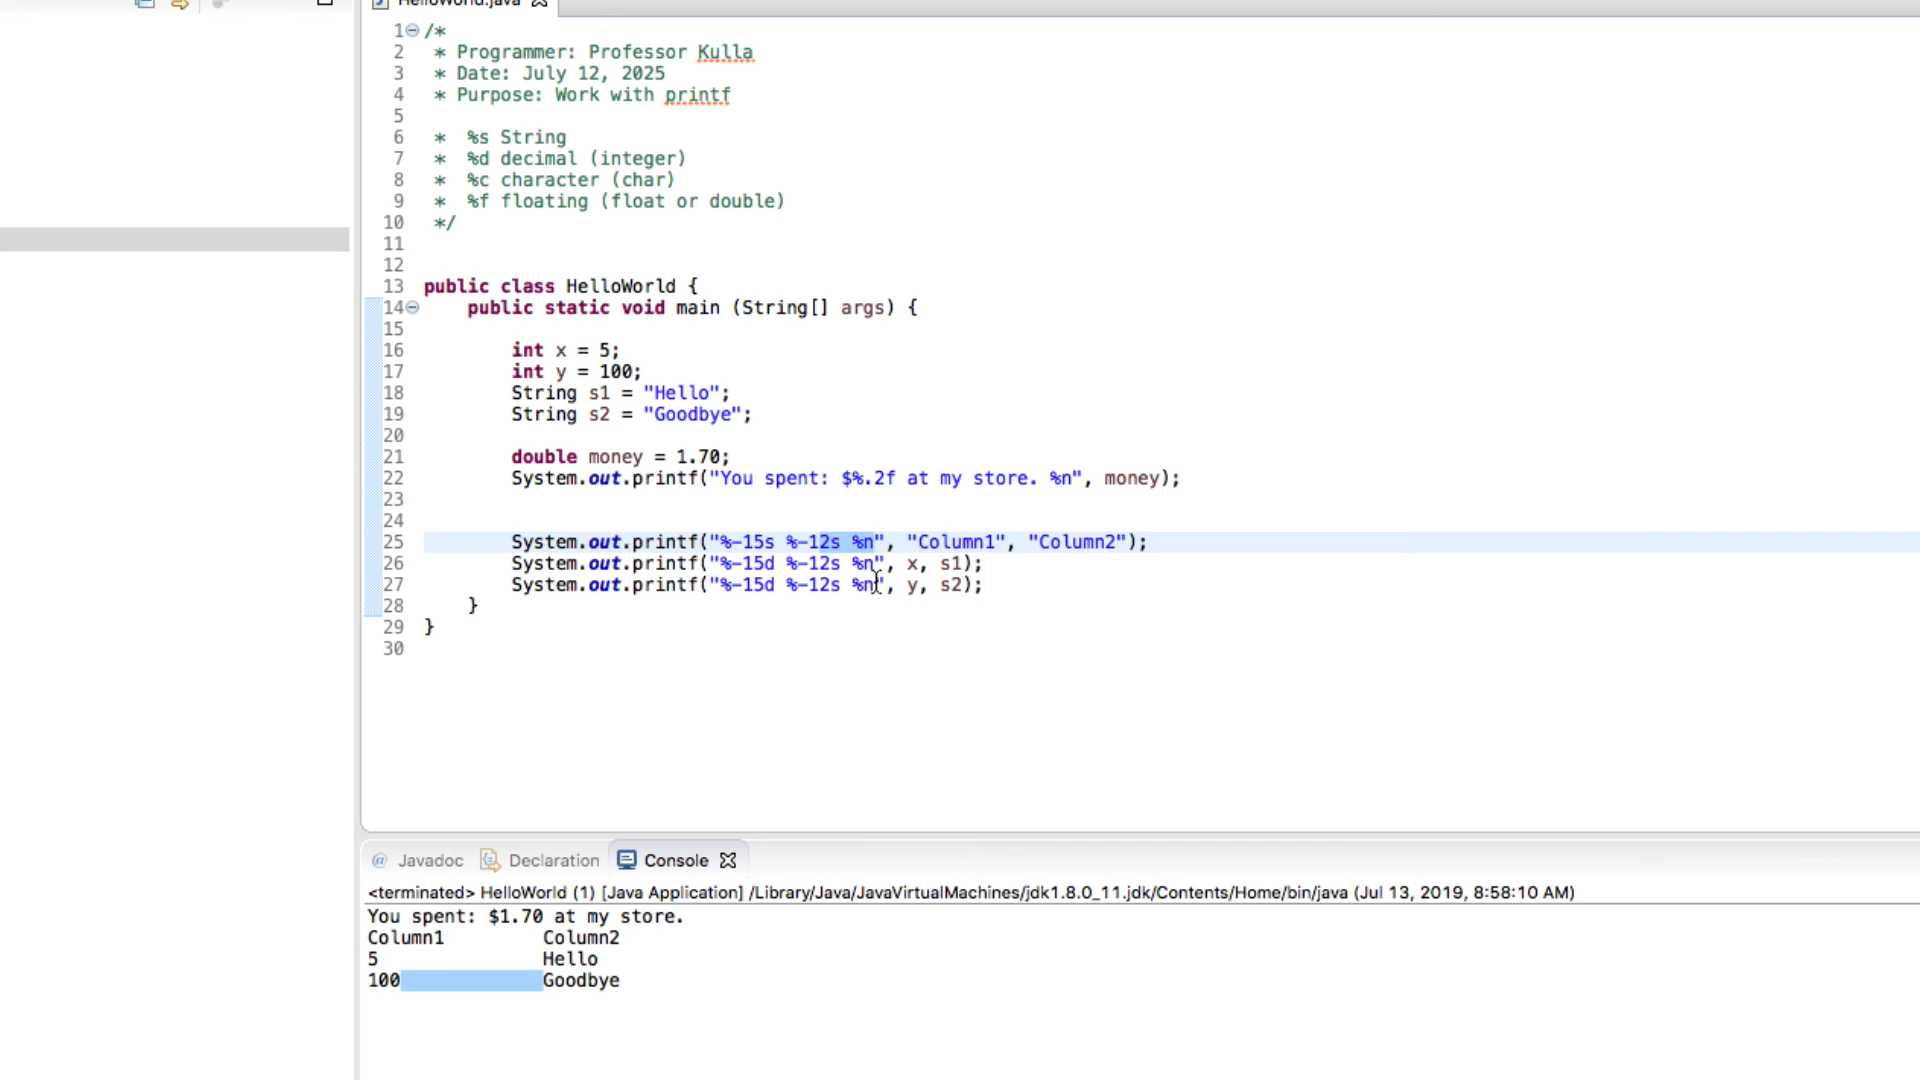 HelloWorld.java
1 /*
2 * Programmer: Professor Kulla
3 * Date: July 12, 2025
4 * Purpose: Work with printf
5
6 * %s String
7 * %d decimal (integer)
8 * %c character (char)
9 * %f floating (float or double)
10 */
11
12
13 public class HelloWorld {
14 public static void main (String[] args) {
15
16 int x = 5;
17 int y = 100;
18 String s1 = "Hello";
19 String s2 = "Goodbye";
20
21 double money = 1.70;
22 System.out.printf("You spent: $%.2f at my store. %n", money);
23
24
25 System.out.printf("%-15s %-12s %n", "Column1", "Column2");
26 System.out.printf("%-15d %-12s %n", x, s1);
27 System.out.printf("%-15d %-12s %n", y, s2);
28 }
29 }
30
@ Javadoc Declaration Console
<terminated> HelloWorld (1) [Java Application] /Library/Java/JavaVirtualMachines/jdk1.8.0_11.jdk/Contents/Home/bin/java (Jul 13, 2019, 8:58:10 AM)
You spent: $1.70 at my store.
Column1 Column2
5 Hello
100 Goodbye